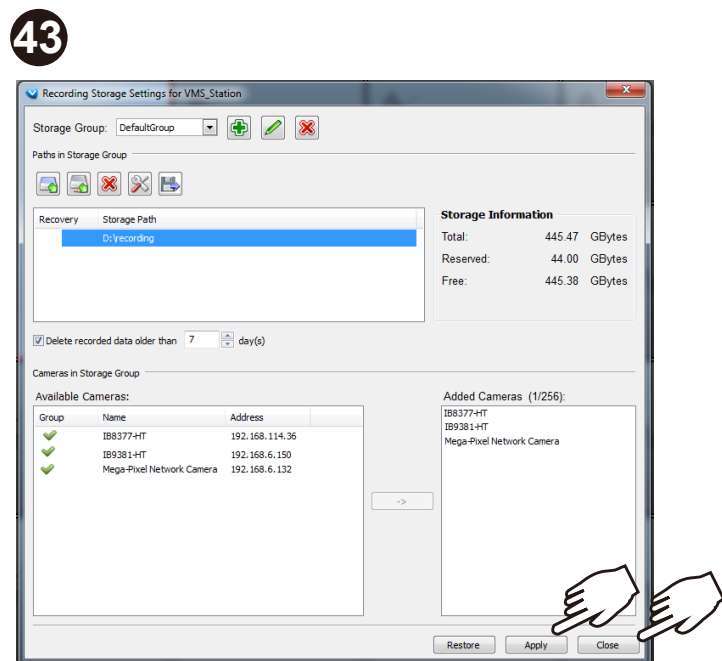 43
Recording Storage Settings for VMS_Station
Storage Group: DefaultGroup
Paths in Storage Group
Recovery Storage Path
D:\recording
Storage Information
Total: 445.47 GBytes
Reserved: 44.00 GBytes
Free: 445.38 GBytes
Delete recorded data older than 7 day(s)
Cameras in Storage Group
Available Cameras:
Group Name Address
IB8377-HT 192.168.114.36
IB9381-HT 192.168.6.150
Mega-Pixel Network Camera 192.168.6.132
->
Added Cameras (1/256):
IB8377-HT
IB9381-HT
Mega-Pixel Network Camera
Restore Apply Close